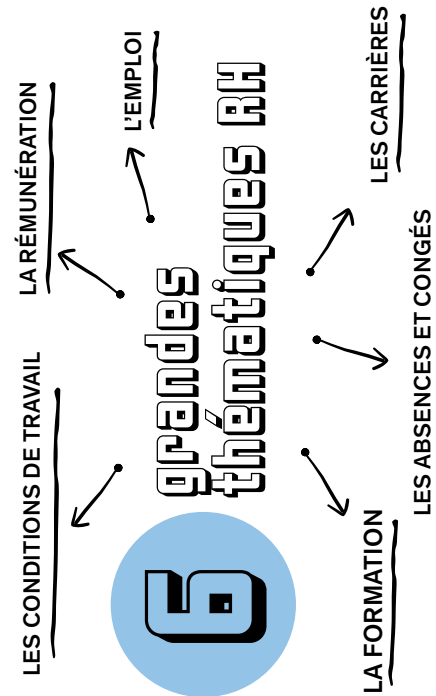 LES CONDITIONS DE TRAVAIL
LA RÉMUNÉRATION
L'EMPLOI
6
grandes
thématiques RH
LA FORMATION
LES ABSENCES ET CONGÉS
LES CARRIÈRES